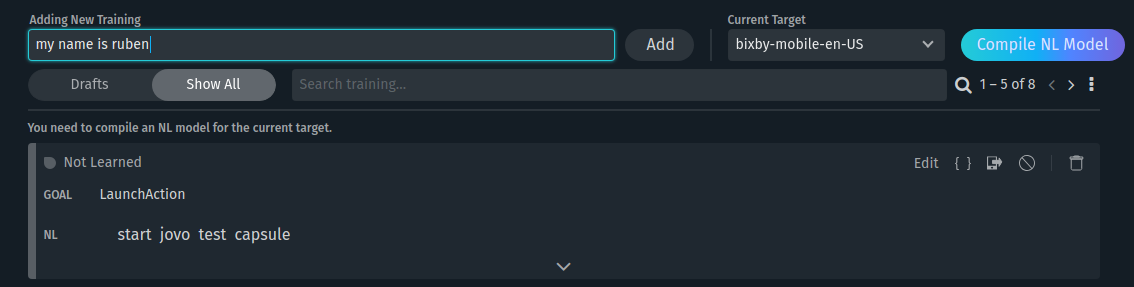 Adding New Training
Current Target
my name is ruben
Add
bixby-mobile-en-US
Compile NL Model
Drafts
Show All
Search training...
1 – 5 of 8
You need to compile an NL model for the current target.
Not Learned
Edit
{ }
GOAL LaunchAction
NL start jovo test capsule